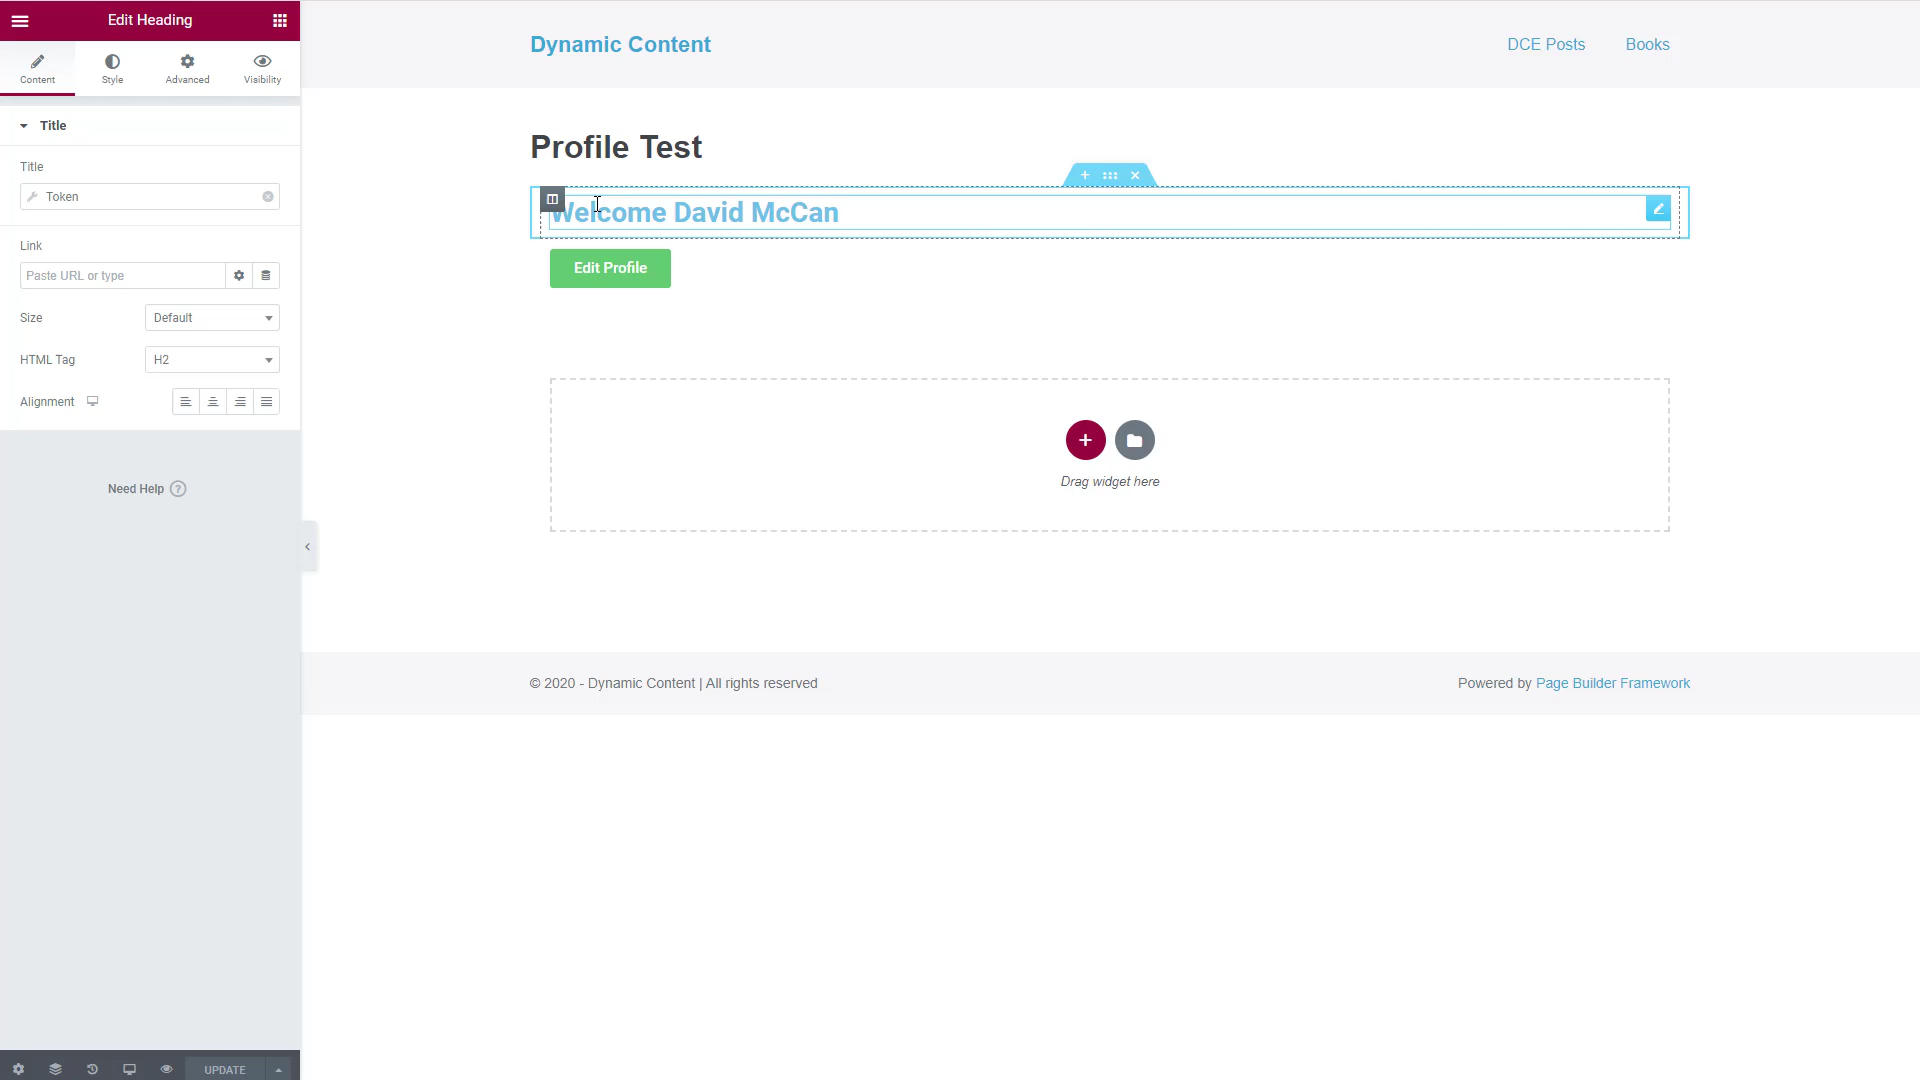 Edit Heading
Content
Style
Advanced
Visibility
Title
Title
Token
Link
Paste URL or type
Size
Default
HTML Tag
H2
Alignment
Need Help
UPDATE
Dynamic Content
DCE Posts
Books
Profile Test
Welcome David McCan
Edit Profile
Drag widget here
© 2020 - Dynamic Content | All rights reserved
Powered by Page Builder Framework